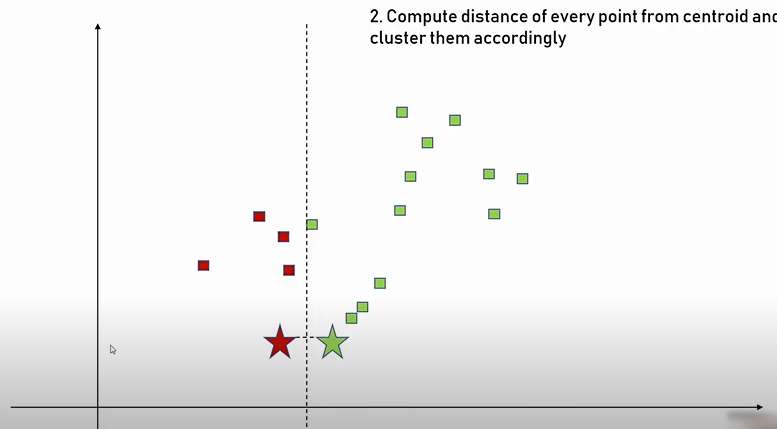 2. Compute distance of every point from centroid and
cluster them accordingly